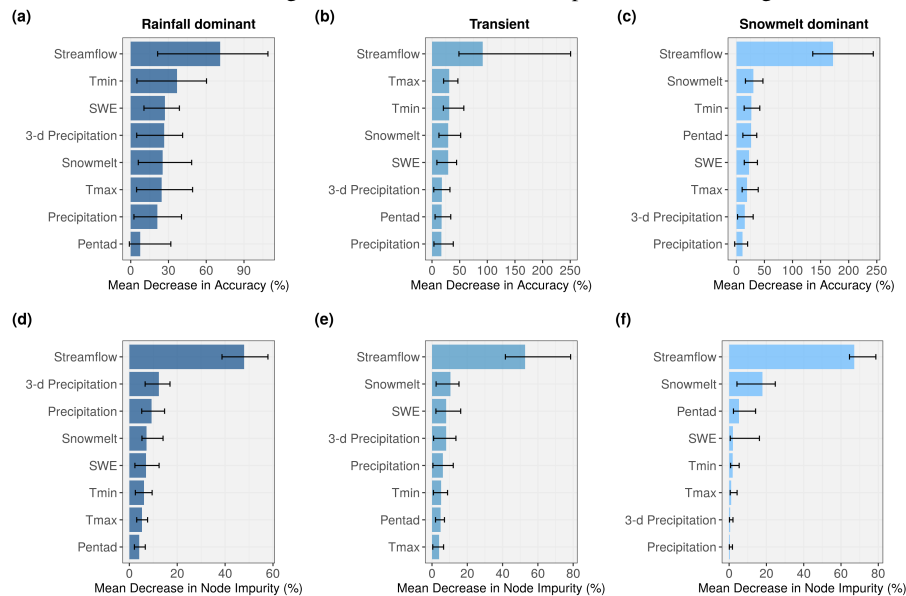 (a) Rainfall dominant
Streamflow
Tmin
SWE
3-d Precipitation
Snowmelt
Tmax
Precipitation
Pentad
0 30 60 90
Mean Decrease in Accuracy (%)
(b) Transient
Streamflow
Tmax
Tmin
Snowmelt
SWE
3-d Precipitation
Pentad
Precipitation
0 50 100 150 200 250
Mean Decrease in Accuracy (%)
(c) Snowmelt dominant
Streamflow
Snowmelt
Tmin
Pentad
SWE
Tmax
3-d Precipitation
Precipitation
0 50 100 150 200 250
Mean Decrease in Accuracy (%)
(d)
Streamflow
3-d Precipitation
Precipitation
Snowmelt
SWE
Tmin
Tmax
Pentad
0 20 40 60
Mean Decrease in Node Impurity (%)
(e)
Streamflow
Snowmelt
SWE
3-d Precipitation
Precipitation
Tmin
Pentad
Tmax
0 20 40 60 80
Mean Decrease in Node Impurity (%)
(f)
Streamflow
Snowmelt
Pentad
SWE
Tmin
Tmax
3-d Precipitation
Precipitation
0 20 40 60 80
Mean Decrease in Node Impurity (%)